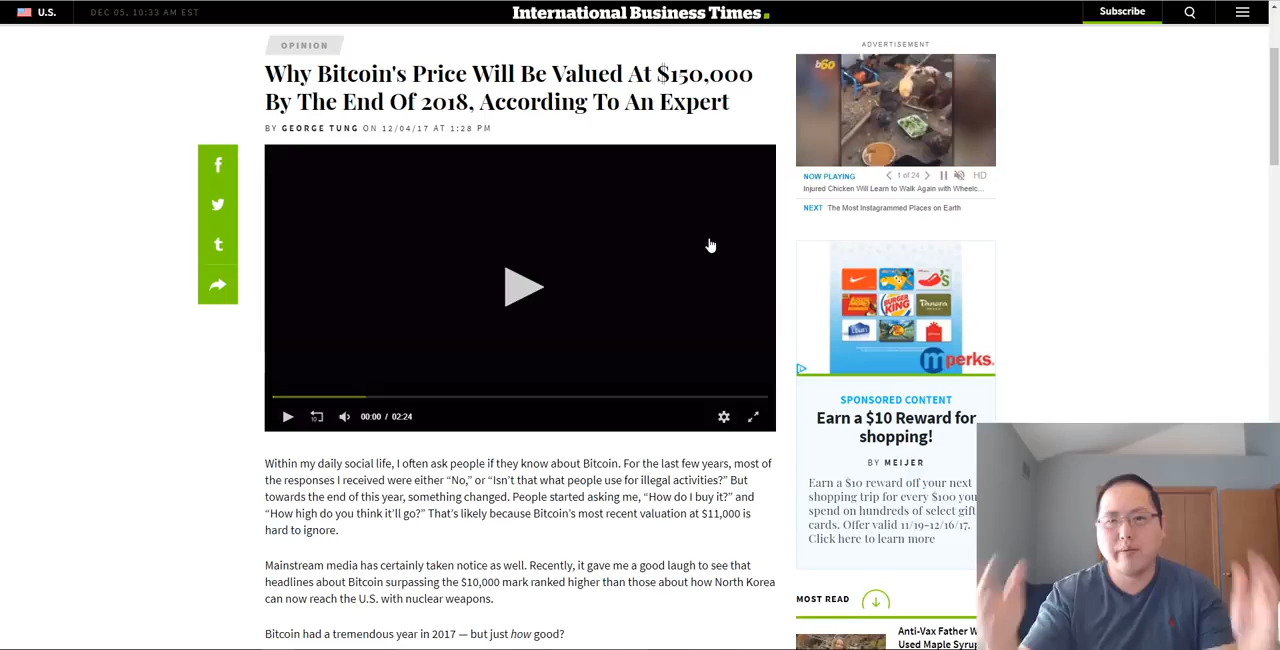 U.S.
DEC 05, 10:33 AM EST
International Business Times.
Subscribe
OPINION
Why Bitcoin's Price Will Be Valued At $150,000
By The End Of 2018, According To An Expert
BY GEORGE TUNG ON 12/04/17 AT 1:28 PM
00:00 / 02:24
Within my daily social life, I often ask people if they know about Bitcoin. For the last few years, most of
the responses I received were either “No,” or “Isn’t that what people use for illegal activities?” But
towards the end of this year, something changed. People started asking me, “How do I buy it?” and
“How high do you think it’ll go?” That’s likely because Bitcoin’s most recent valuation at $11,000 is
hard to ignore.
Mainstream media has certainly taken notice as well. Recently, it gave me a good laugh to see that
headlines about Bitcoin surpassing the $10,000 mark ranked higher than those about how North Korea
can now reach the U.S. with nuclear weapons.
Bitcoin had a tremendous year in 2017 — but just how good?
ADVERTISEMENT
b60
NOW PLAYING
1 of 24
HD
Injured Chicken Will Learn to Walk Again with Wheelc...
NEXT The Most Instagrammed Places on Earth
BURGER
KING
Panera
mperks.
SPONSORED CONTENT
Earn a $10 Reward for
shopping!
BY MEIJER
Earn a $10 reward off your next
shopping trip for every $100 you
spend on hundreds of select gift
cards. Offer valid 11/19-12/16/17.
Click here to learn more
MOST READ
Anti-Vax Father W
Used Maple Syrup